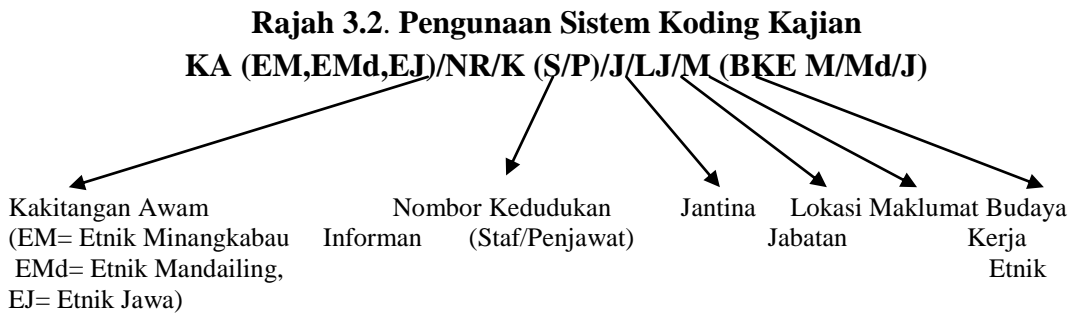 Rajah 3.2. Pengunaan Sistem Koding Kajian
KA (EM,EMd,EJ)/NR/K (S/P)/J/LJ/M (BKE M/Md/J)
Kakitangan Awam Nombor Kedudukan Jantina Lokasi Maklumat Budaya
(EM= Etnik Minangkabau Informan (Staf/Penjawat) Jabatan Kerja
EMd= Etnik Mandailing, Etnik
EJ= Etnik Jawa)